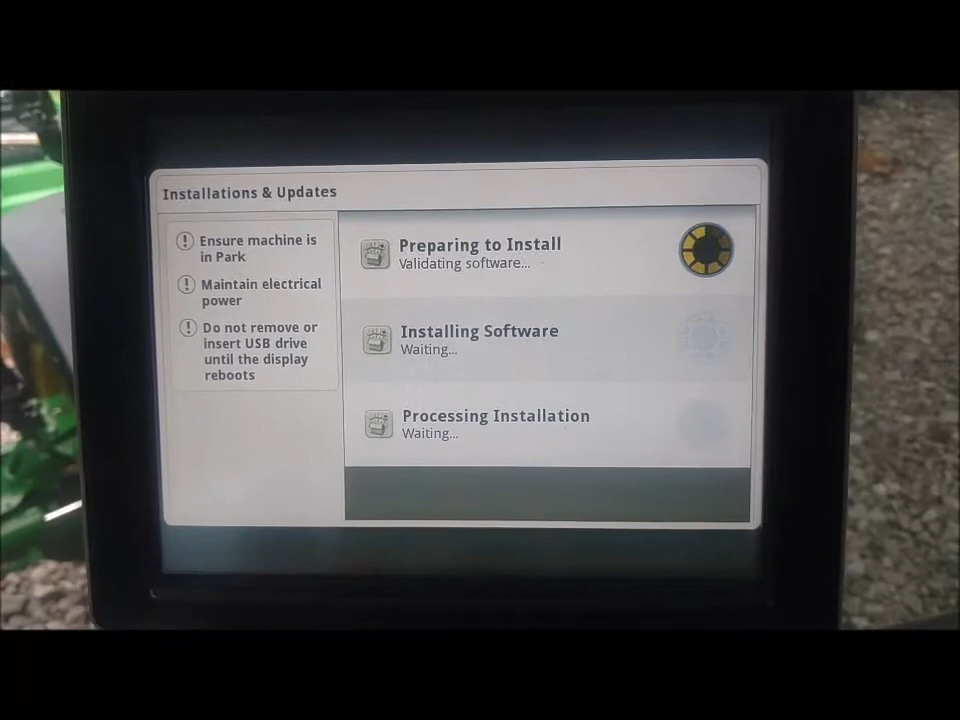 Installations & Updates
Ensure machine is
in Park
Maintain electrical
power
Do not remove or
insert USB drive
until the display
reboots
Preparing to Install
Validating software...
Installing Software
Waiting...
Processing Installation
Waiting...